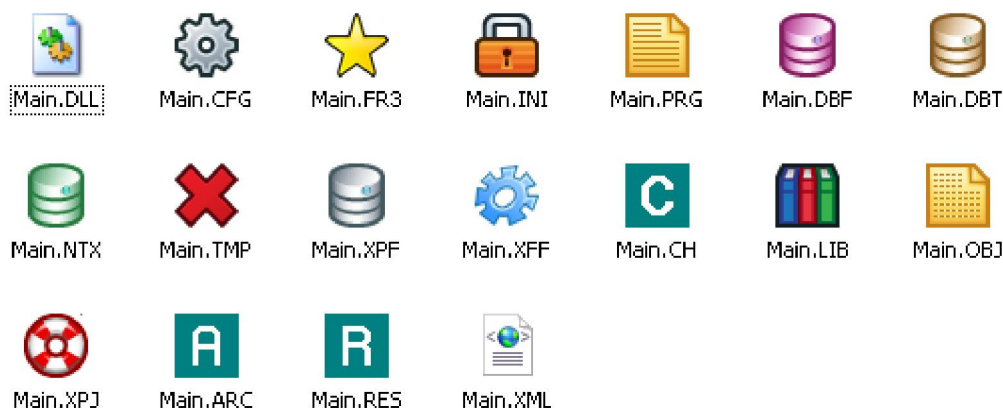 Main.DLL Main.CFG Main.FR3 Main.INI Main.PRG Main.DBF Main.DBT
C
Main.NTX Main.TMP Main.XPF Main.XFF Main.CH Main.LIB Main.OBJ
A R
Main.XPJ Main.ARC Main.RES Main.XML